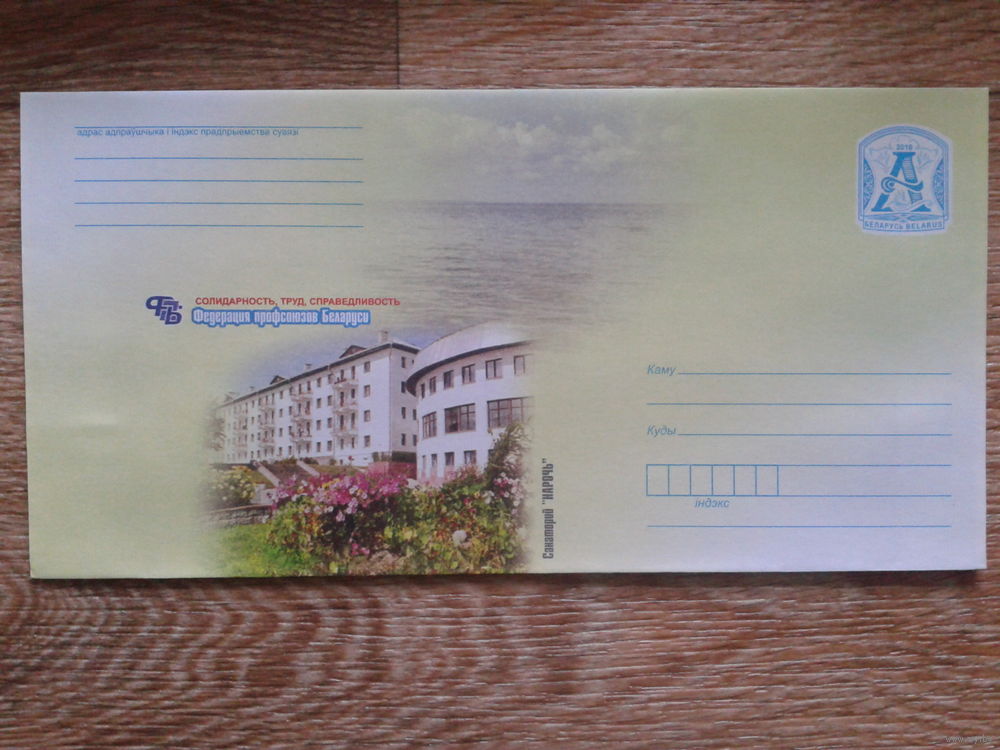 адрас адпраўшчыка і індэкс прадпрыемства сувязі
2016
А
БЕЛАРУСЬ BELARUS
ФПБ
СОЛИДАРНОСТЬ, ТРУД, СПРАВЕДЛИВОСТЬ
Федерация профсоюзов Беларуси
Каму
Куды
індэкс
Санаторий "НАРОЧЬ"